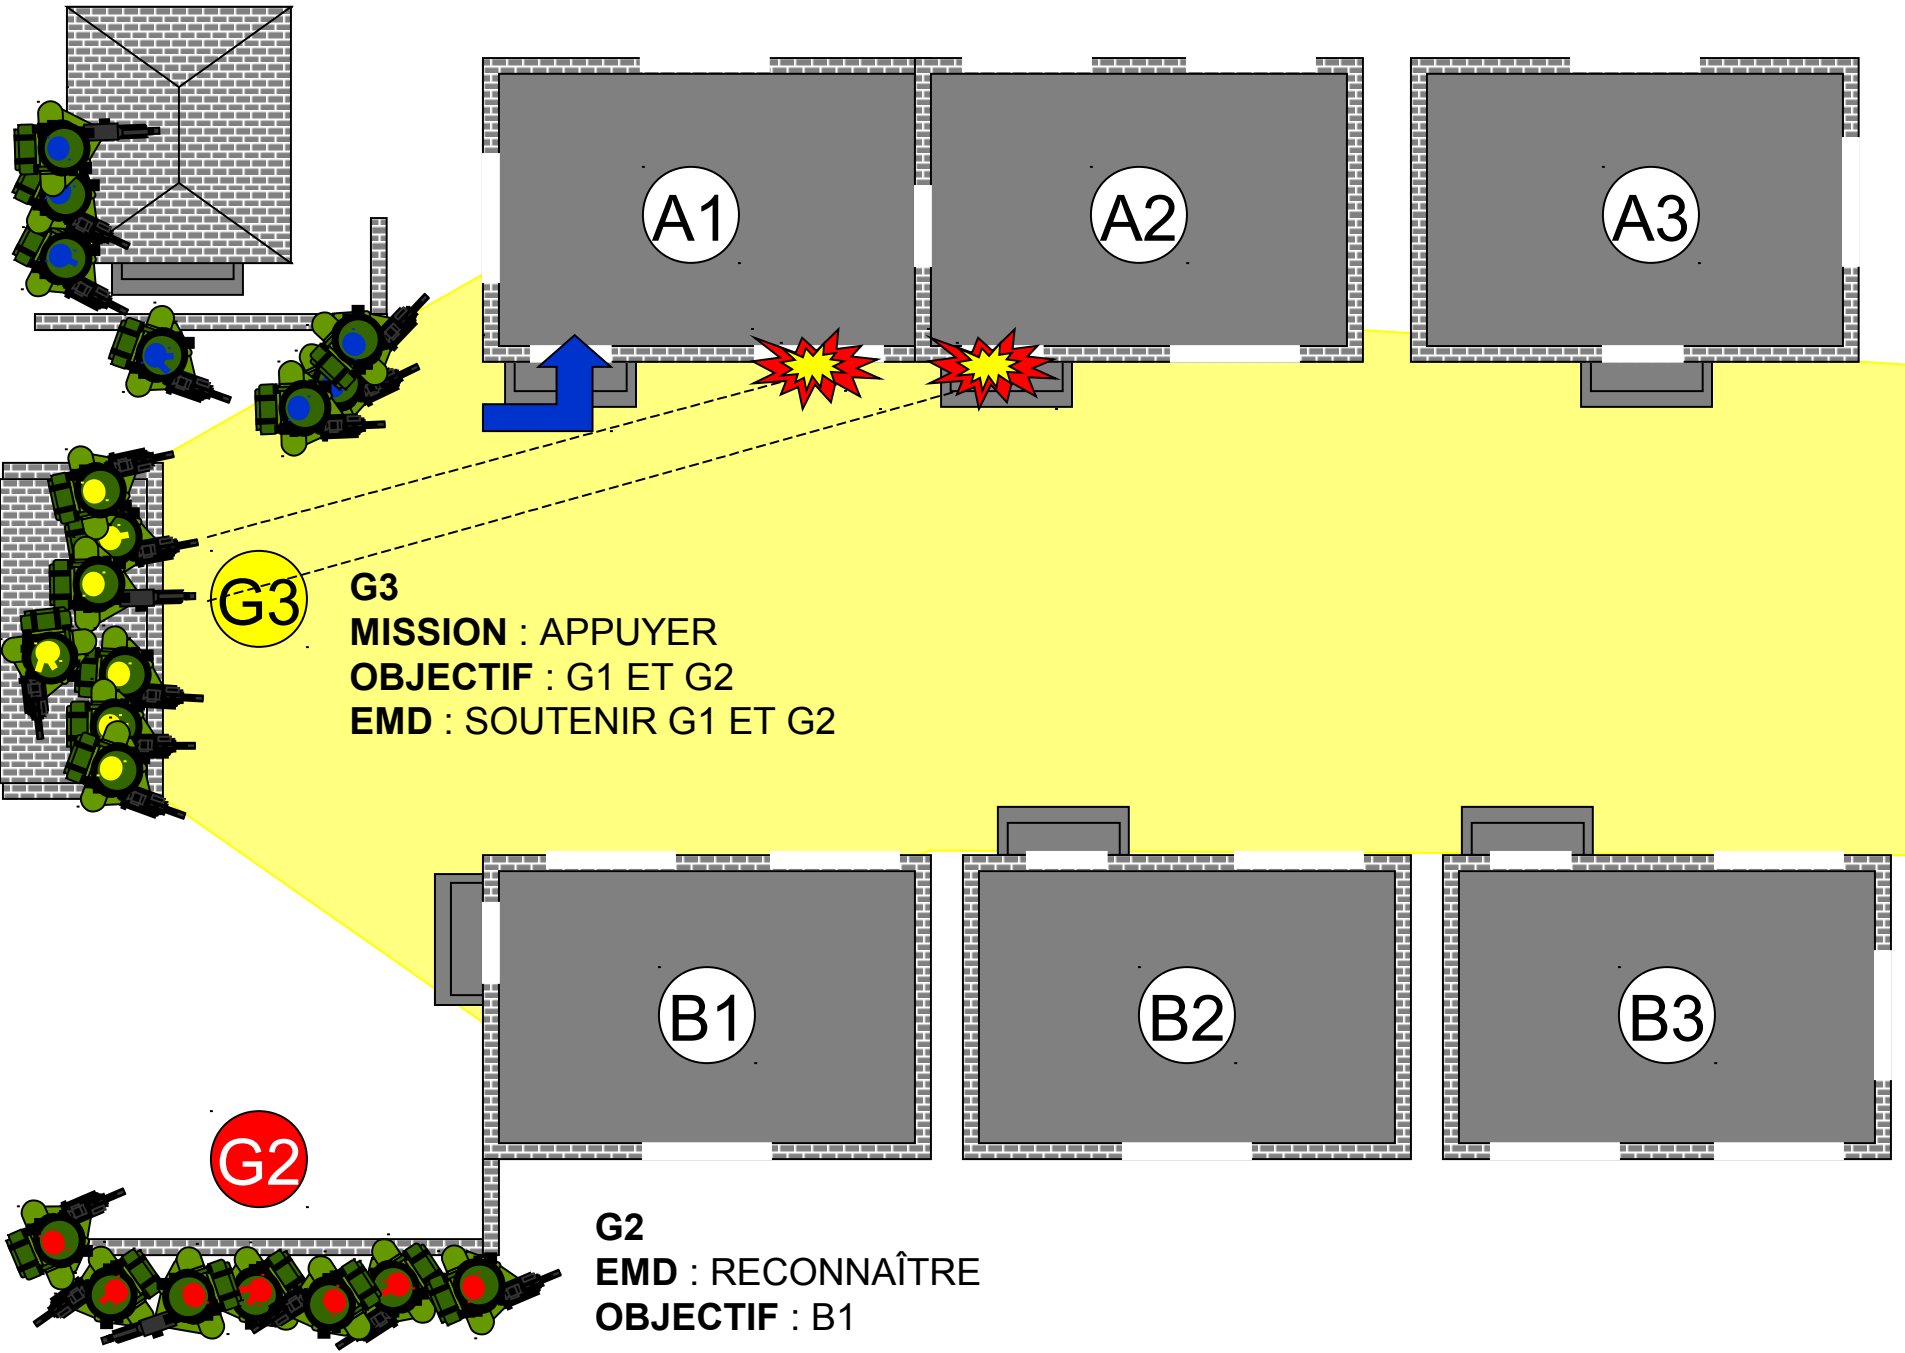 A1
A2
A3
G3
G3
MISSION : APPUYER
OBJECTIF : G1 ET G2
EMD : SOUTENIR G1 ET G2
B1
B2
B3
G2
G2
EMD : RECONNAÎTRE
OBJECTIF : B1